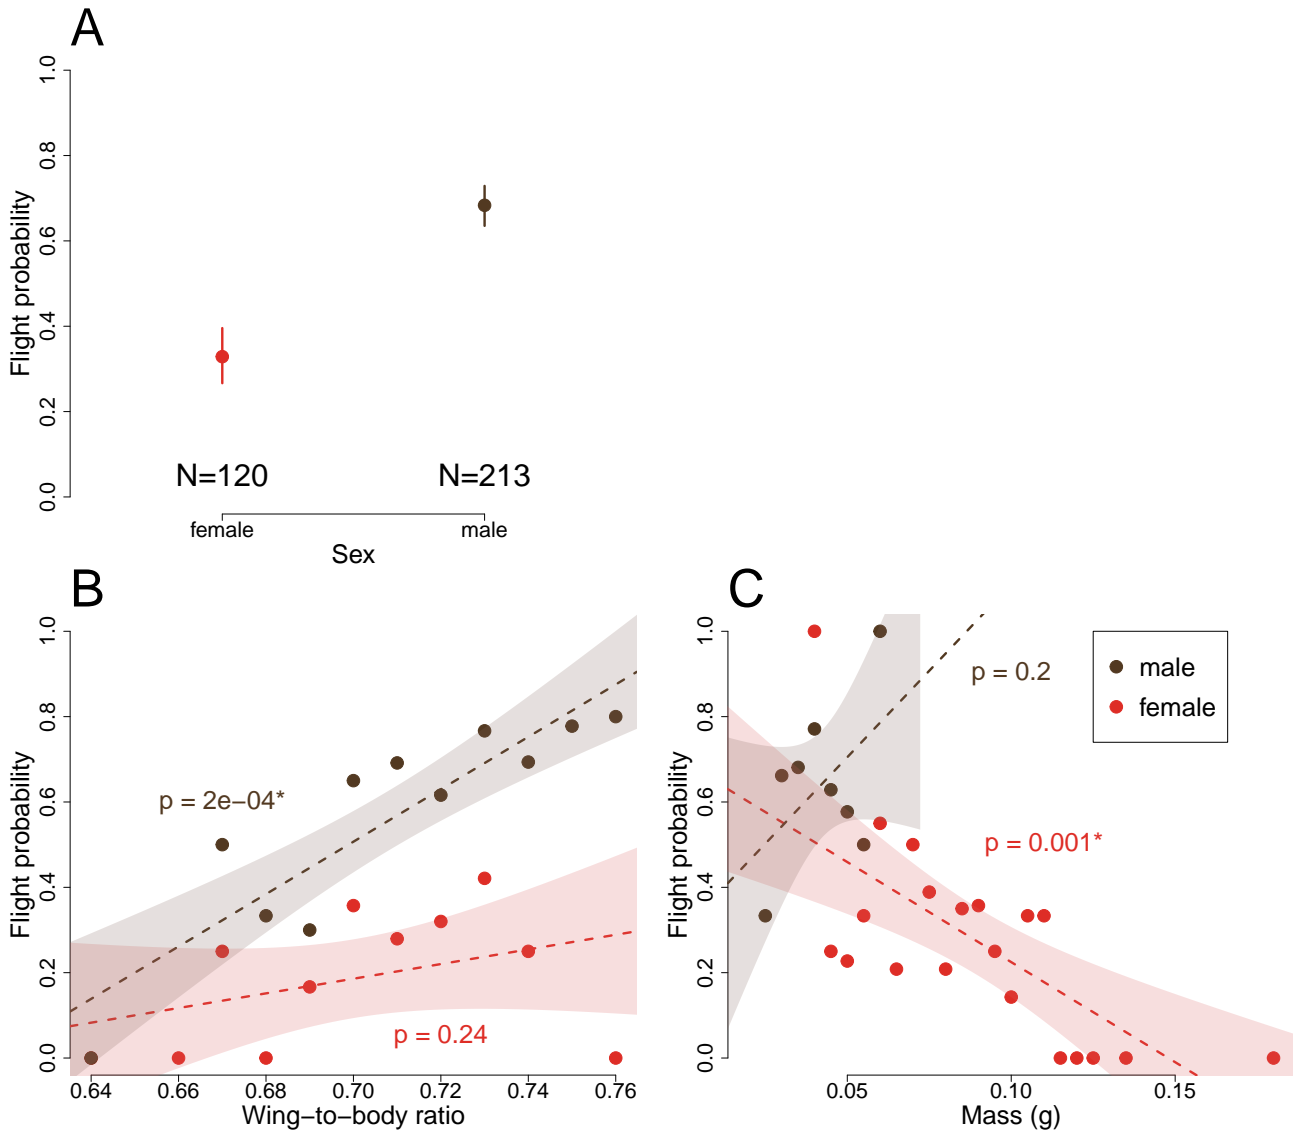 A
Flight probability
1.0
0.8
0.6
0.4
0.2
0.0
N=120
N=213
female
male
Sex
B
Flight probability
1.0
0.8
0.6
0.4
0.2
0.0
p = 2e−04*
p = 0.24
0.64
0.66
0.68
0.70
0.72
0.74
0.76
Wing−to−body ratio
C
Flight probability
1.0
0.8
0.6
0.4
0.2
0.0
p = 0.2
p = 0.001*
male
female
0.05
0.10
0.15
Mass (g)